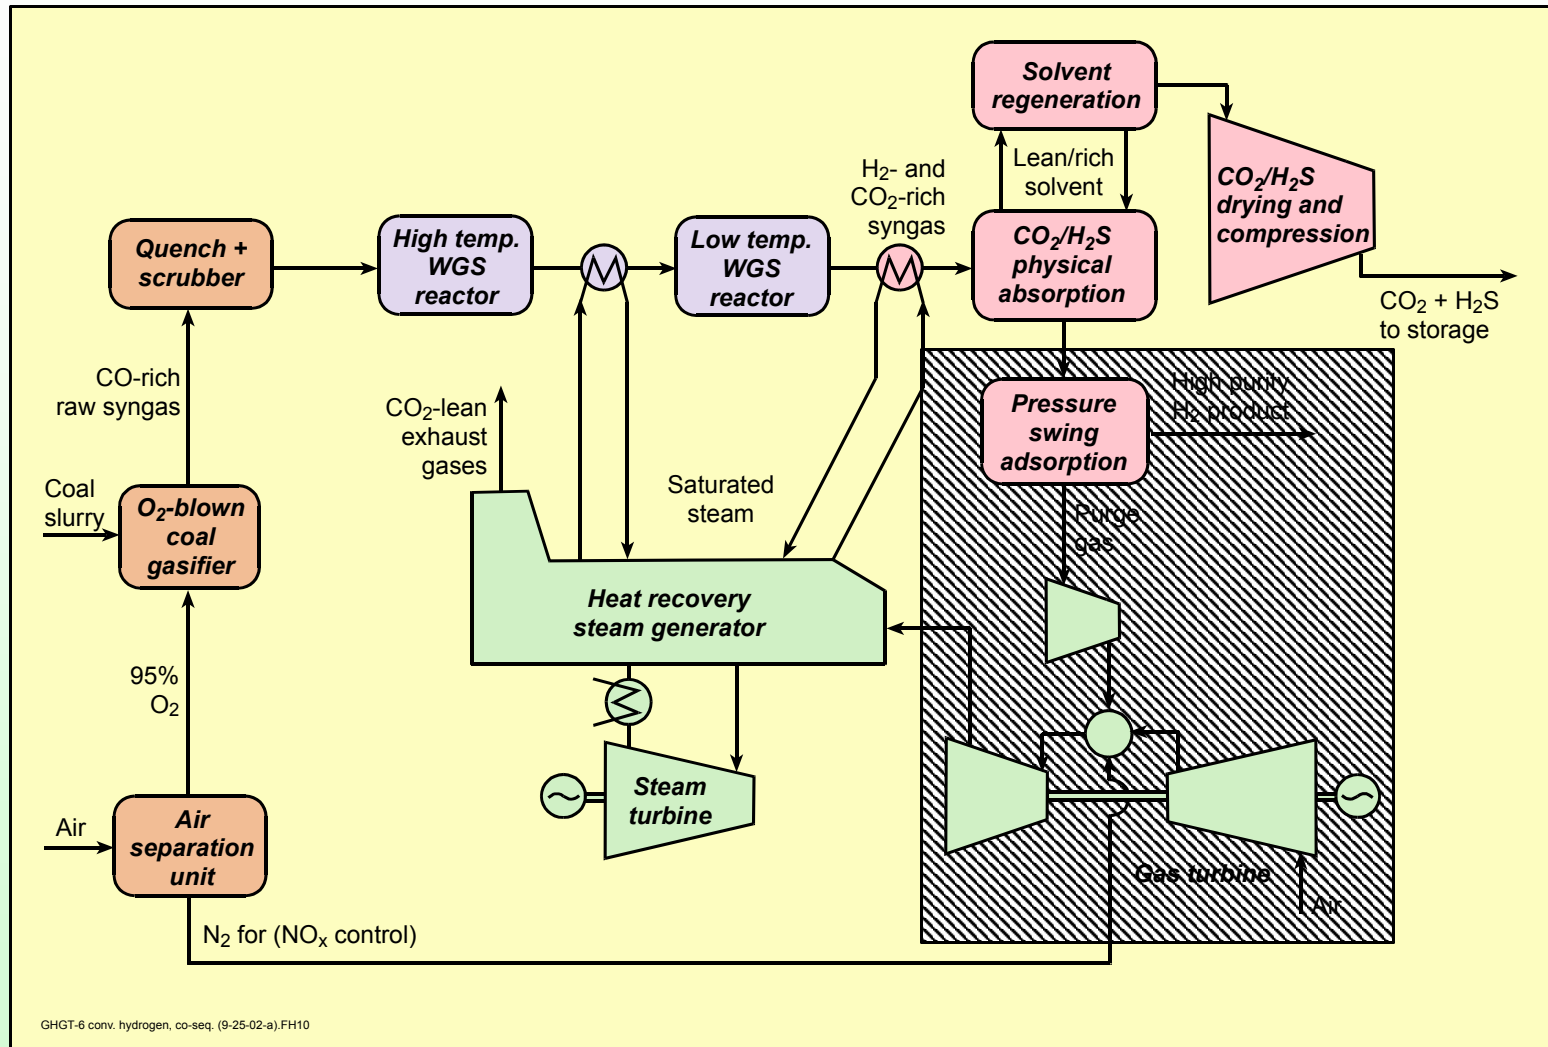 Solvent
regeneration
Lean/rich
solvent
CO₂/H₂S
drying and
compression
CO₂ + H₂S
to storage
H₂- and
CO₂-rich
syngas
Quench +
scrubber
High temp.
WGS
reactor
Low temp.
WGS
reactor
CO₂/H₂S
physical
absorption
CO-rich
raw syngas
CO₂-lean
exhaust
gases
Pressure
swing
adsorption
High purity
H₂ product
Coal
slurry
O₂-blown
coal
gasifier
Saturated
steam
Purge
gas
Heat recovery
steam generator
95%
O₂
Steam
turbine
Air
Air
separation
unit
Gas turbine
Air
N₂ for (NOₓ control)
GHGT-6 conv. hydrogen, co-seq. (9-25-02-a).FH10